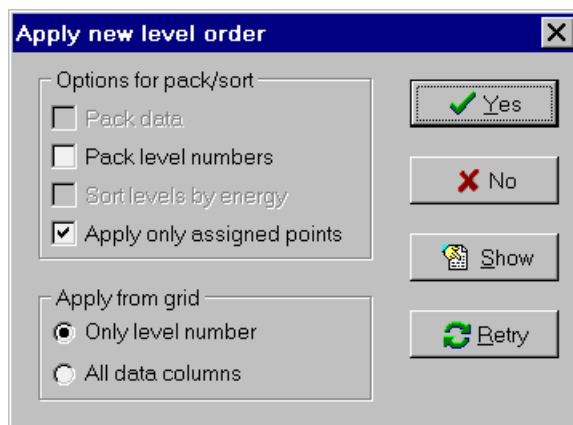 Apply new level order
Options for pack/sort
Pack data
Pack level numbers
Sort levels by energy
Apply only assigned points
Apply from grid
Only level number
All data columns
Yes
No
Show
Retry